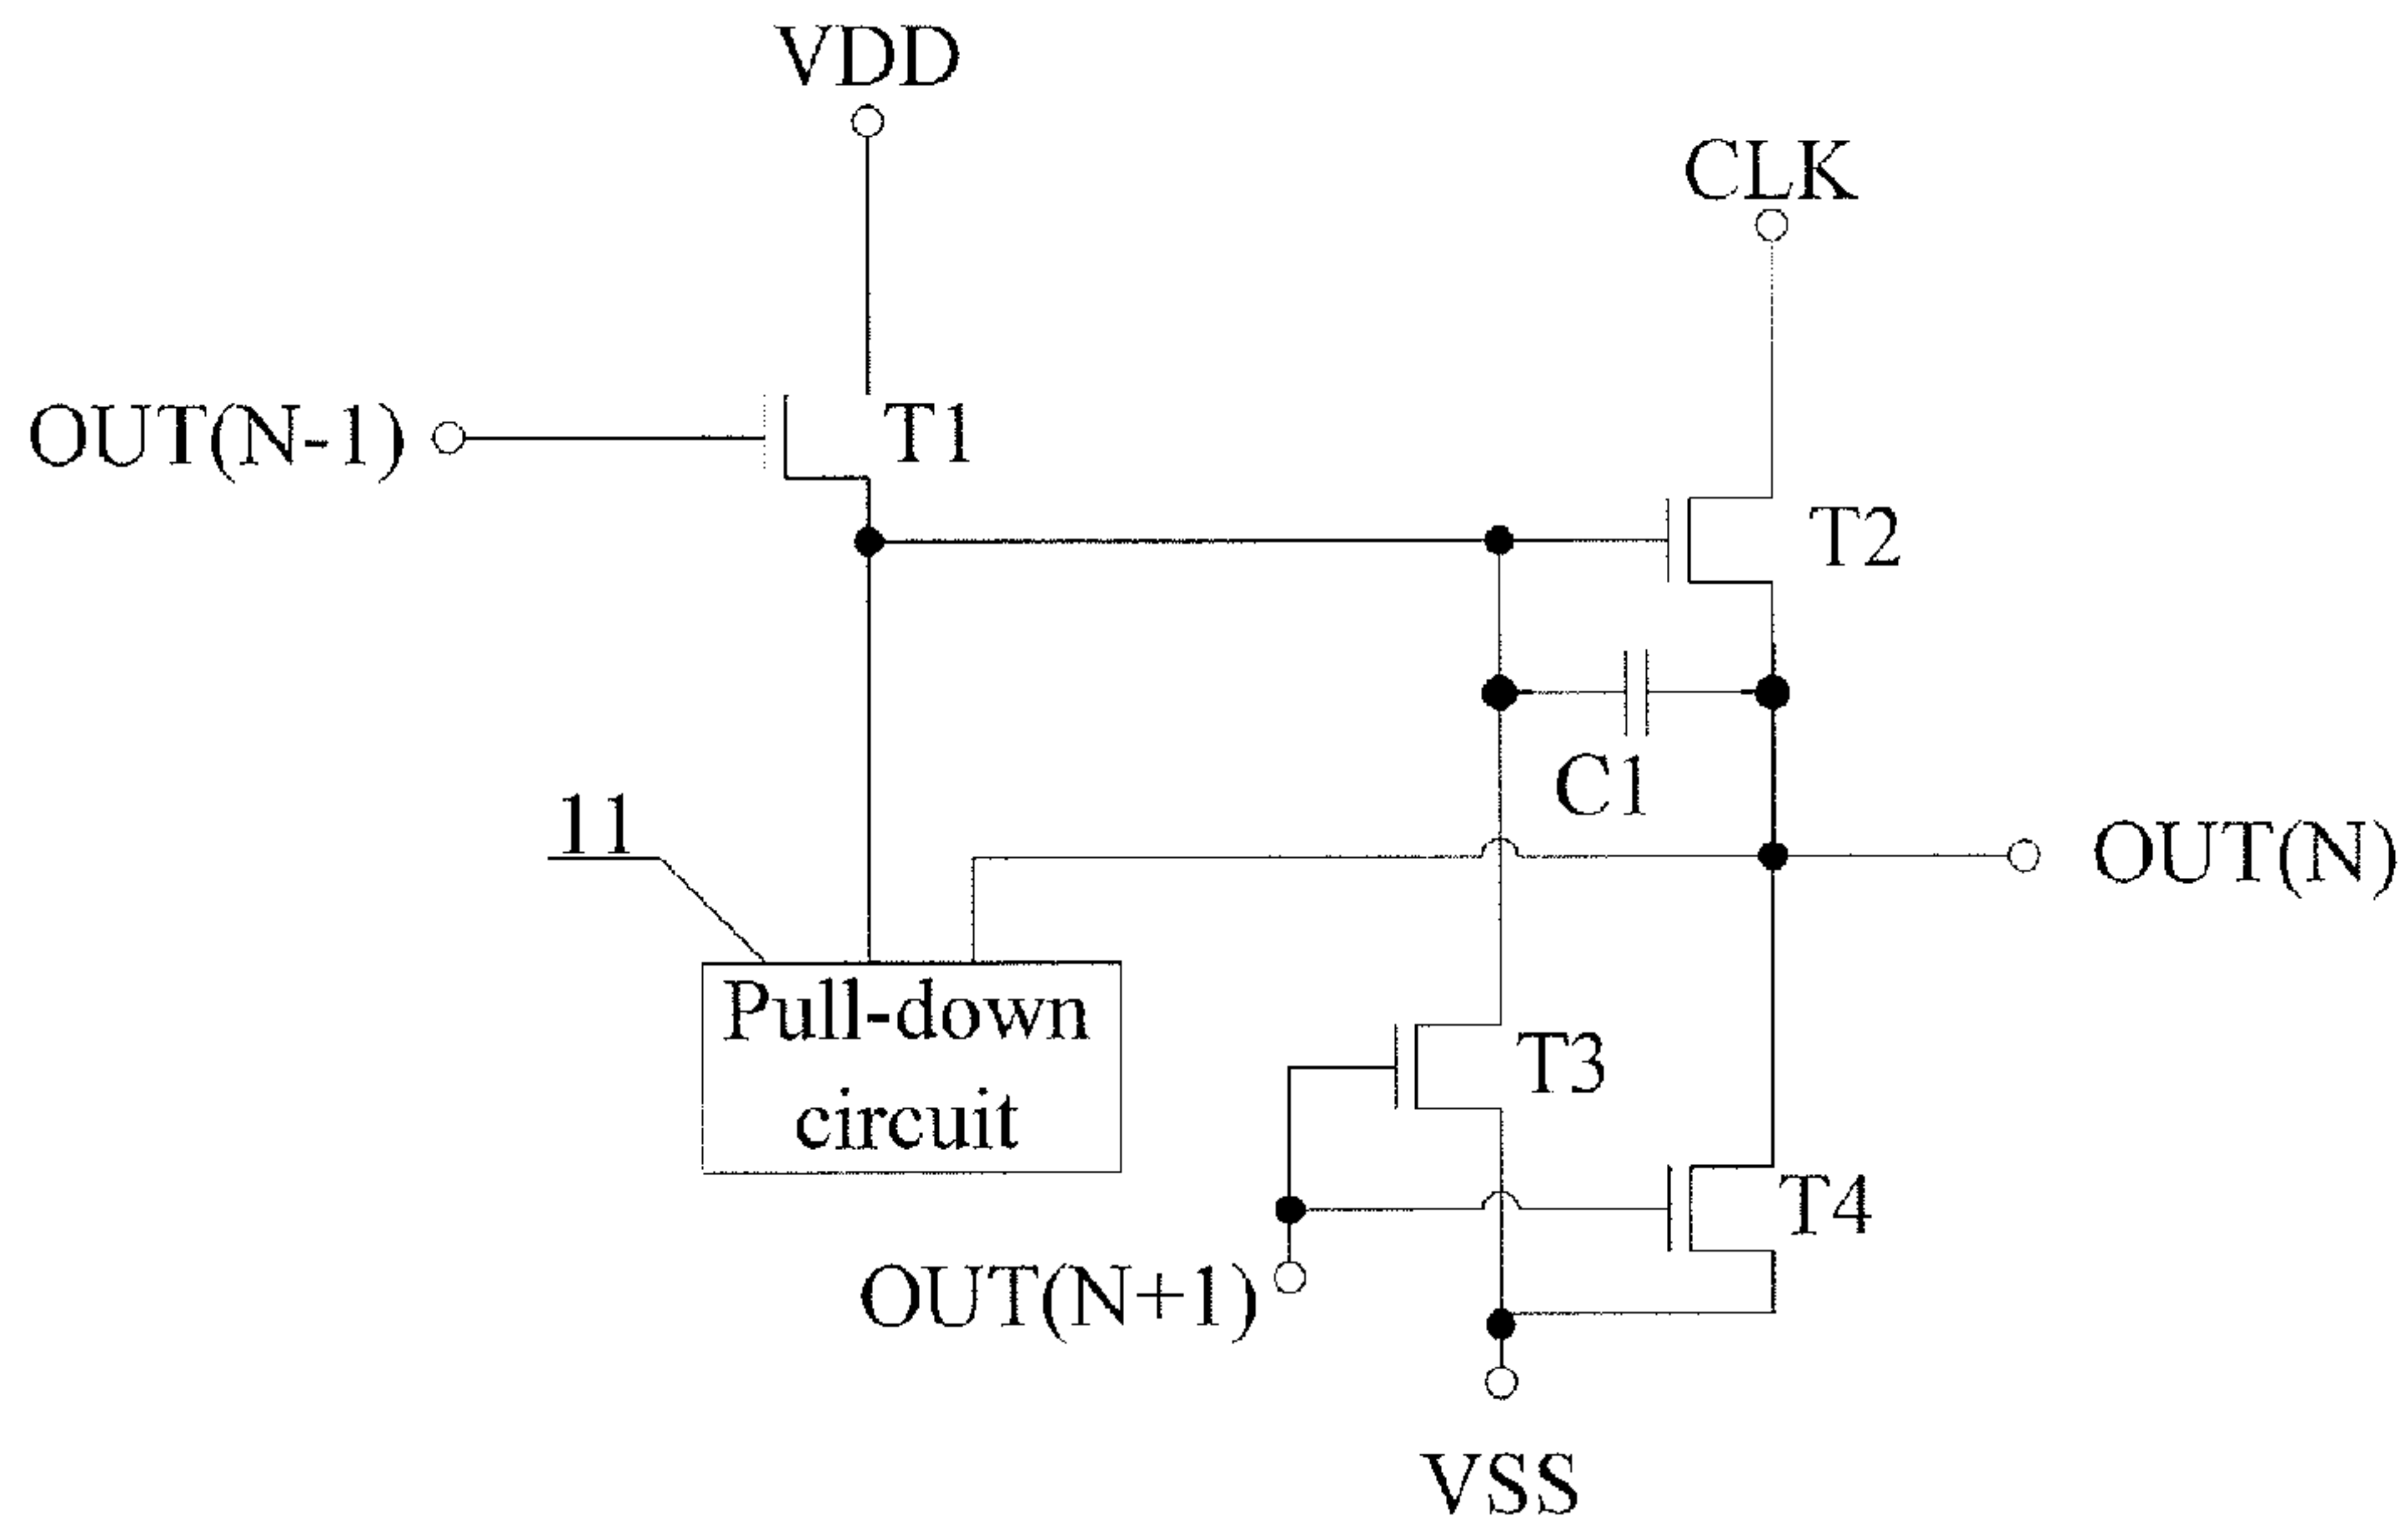 VDD
CLK
OUT(N-1)
T1
T2
C1
11
OUT(N)
Pull-down
circuit
T3
T4
OUT(N+1)
VSS